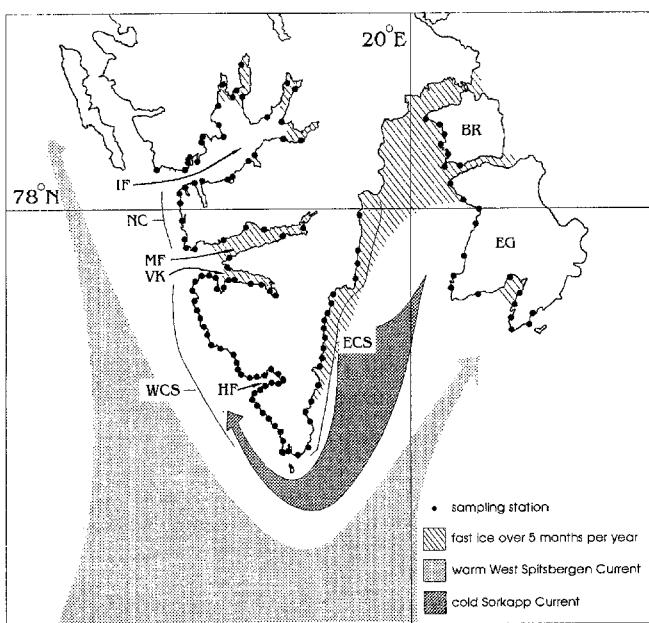 20°E
BR
IF
78°N
NC
EG
MF
VK
ECS
WCS
HF
sampling station
fast ice over 5 months per year
warm West Spitsbergen Current
cold Sorkapp Current